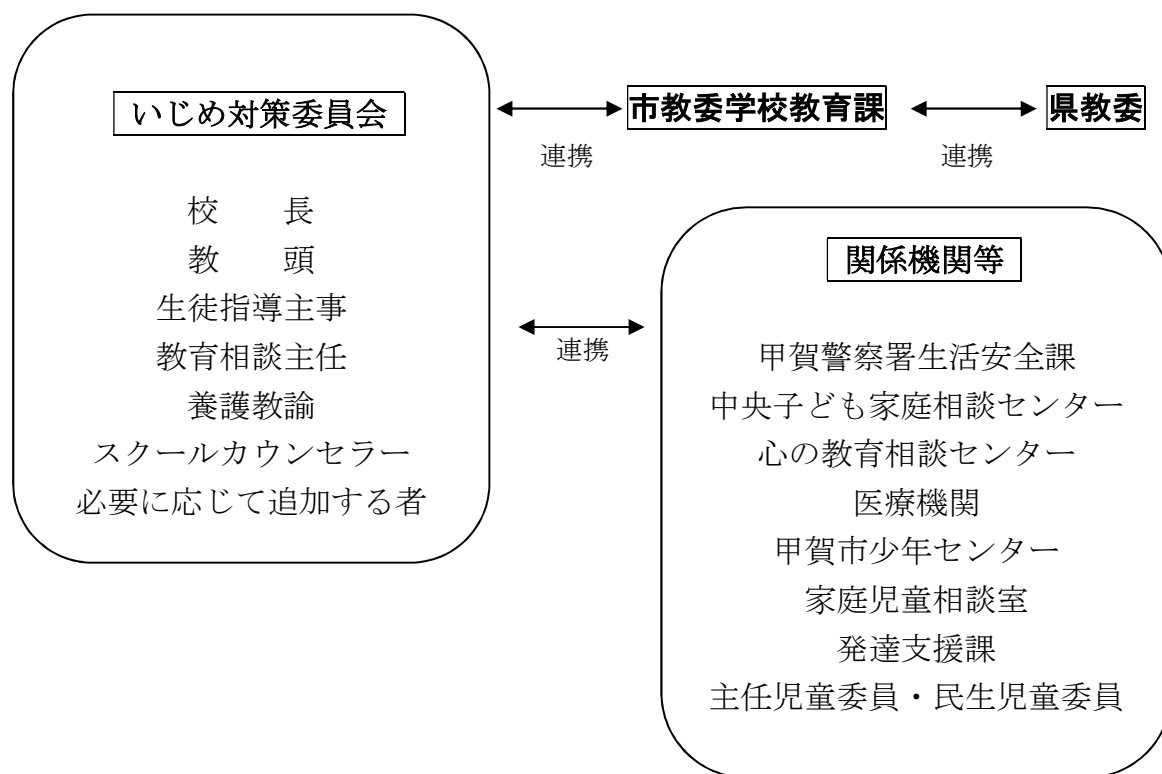 いじめ対策委員会
校　　長
教　　頭
生徒指導主事
教育相談主任
養護教諭
スクールカウンセラー
必要に応じて追加する者
市教委学校教育課
県教委
連携
連携
連携
関係機関等
甲賀警察署生活安全課
中央子ども家庭相談センター
心の教育相談センター
医療機関
甲賀市少年センター
家庭児童相談室
発達支援課
主任児童委員・民生児童委員